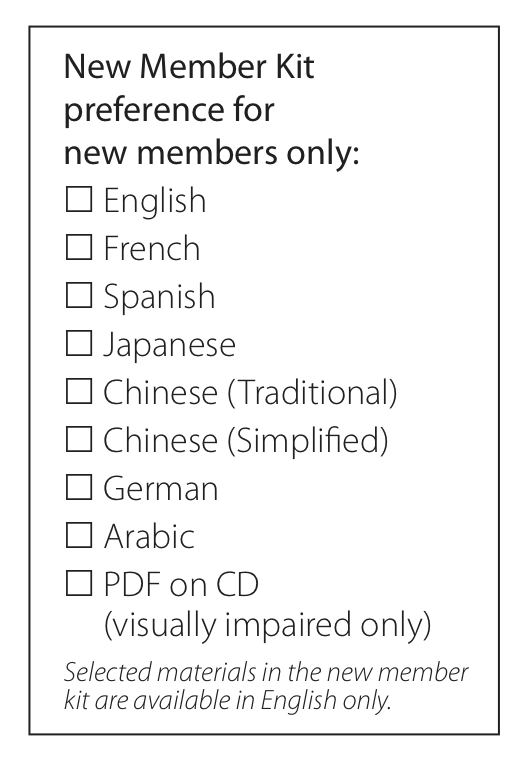 New Member Kit
preference for
new members only:
☐ English
☐ French
☐ Spanish
☐ Japanese
☐ Chinese (Traditional)
☐ Chinese (Simplified)
☐ German
☐ Arabic
☐ PDF on CD
(visually impaired only)
Selected materials in the new member
kit are available in English only.